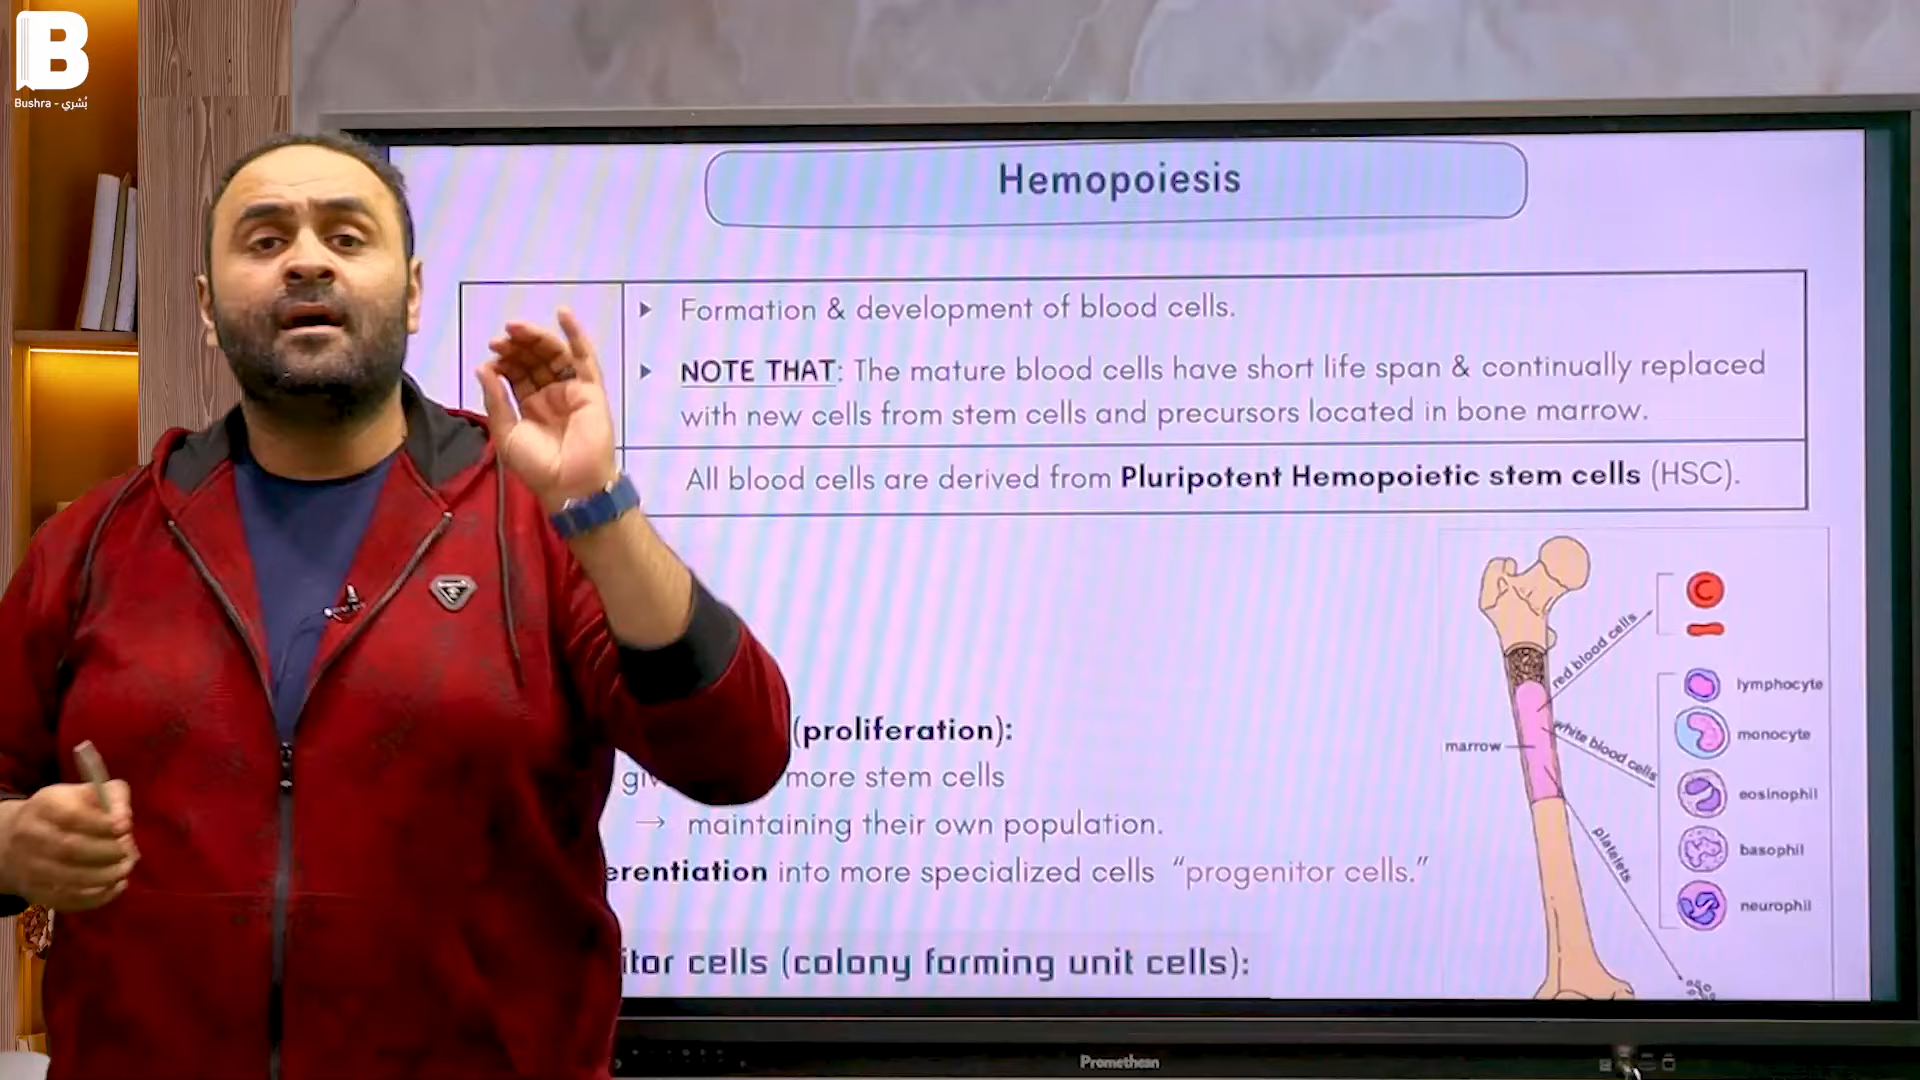 B
Bushra - بُشري
Hemopoiesis
Formation & development of blood cells.
NOTE THAT: The mature blood cells have short life span & continually replaced
with new cells from stem cells and precursors located in bone marrow.
All blood cells are derived from Pluripotent Hemopoietic stem cells (HSC).
(proliferation):
more stem cells
→ maintaining their own population.
erentiation into more specialized cells “progenitor cells.”
itor cells (colony forming unit cells):
red blood cells
white blood cells
platelets
marrow
lymphocyte
monocyte
eosinophil
basophil
neurophil
Promethean